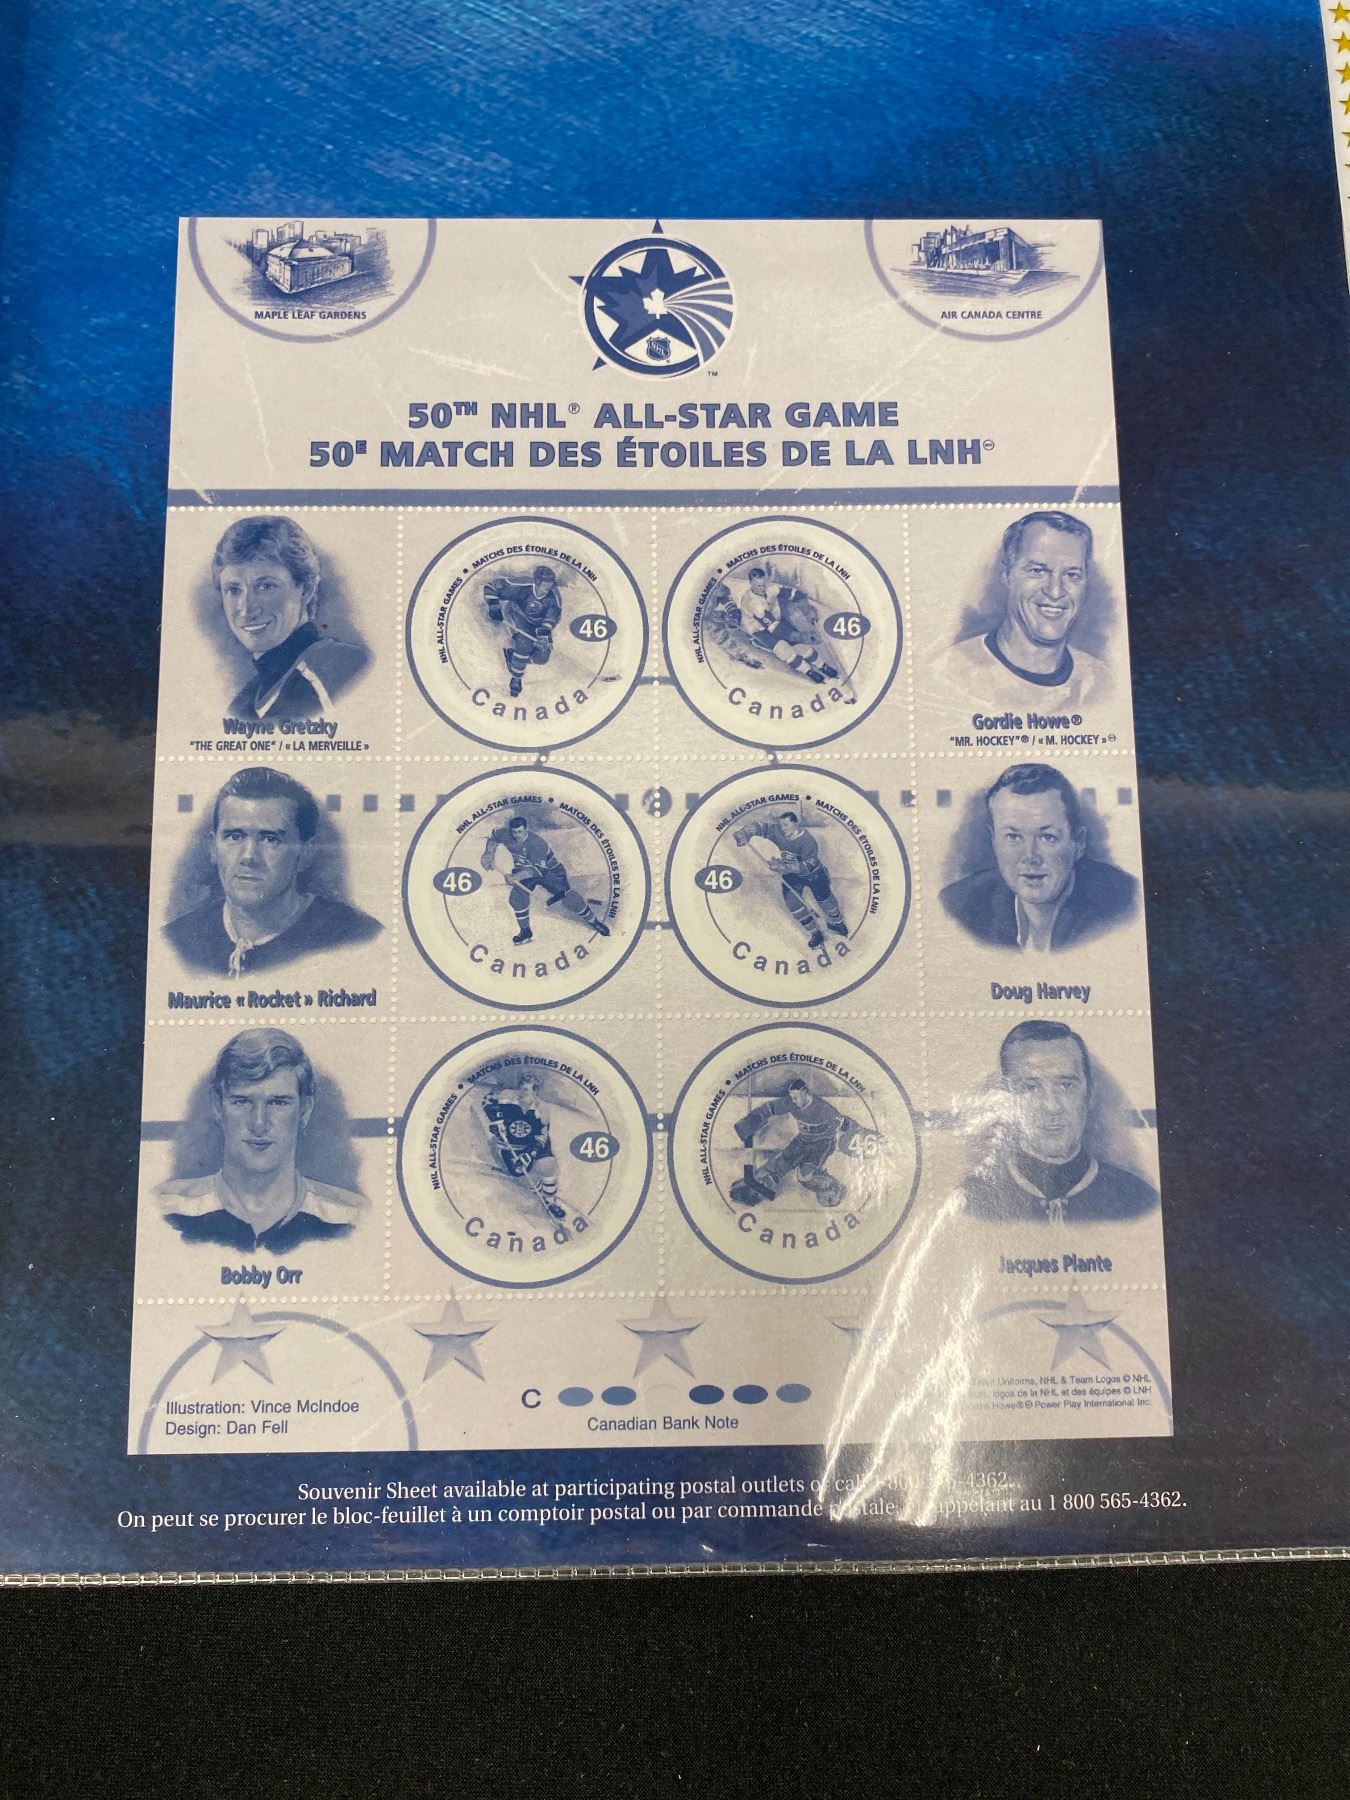 MAPLE LEAF GARDENS
NHL
TM
AIR CANADA CENTRE
50TH NHL® ALL-STAR GAME
50E MATCH DES ÉTOILES DE LA LNH
NHL ALL-STAR GAMES • MATCHS DES ÉTOILES DE LA LNH
46
Canada
NHL ALL-STAR GAMES • MATCHS DES ÉTOILES DE LA LNH
46
Canada
Wayne Gretzky
"THE GREAT ONE" / « LA MERVEILLE »
Gordie Howe®
"MR. HOCKEY"® / « M. HOCKEY »
NHL ALL-STAR GAMES • MATCHS DES ÉTOILES DE LA LNH
46
Canada
NHL ALL-STAR GAMES • MATCHS DES ÉTOILES DE LA LNH
46
Canada
Maurice « Rocket » Richard
Doug Harvey
NHL ALL-STAR GAMES • MATCHS DES ÉTOILES DE LA LNH
46
Canada
NHL ALL-STAR GAMES • MATCHS DES ÉTOILES DE LA LNH
46
Canada
Bobby Orr
Jacques Plante
Illustration: Vince McIndoe
Design: Dan Fell
C
Canadian Bank Note
Uniforms, NHL & Team Logos © NHL
logos de la NHL et des équipes © LNH
Howe® Power Play International Inc.
Souvenir Sheet available at participating postal outlets or call -4362.
On peut se procurer le bloc-feuillet à un comptoir postal ou par commande postale, appelant au 1 800 565-4362.